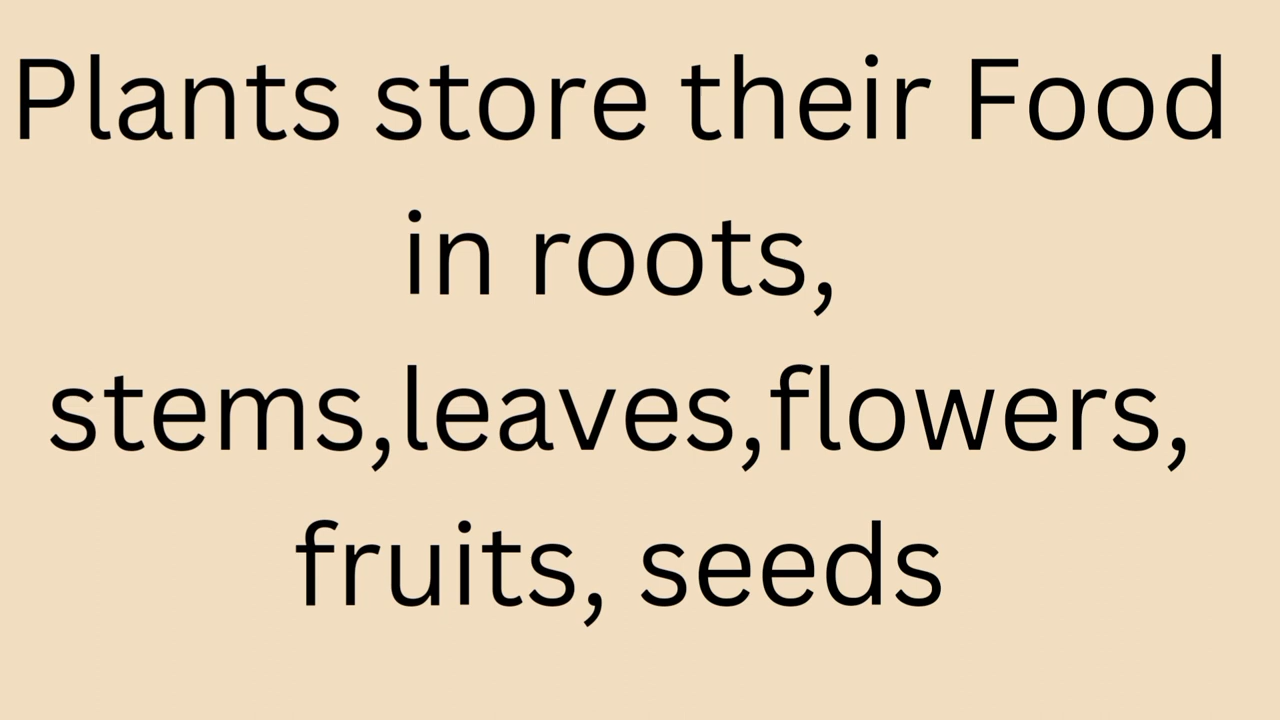 Plants store their Food
in roots,
stems,leaves,flowers,
fruits, seeds